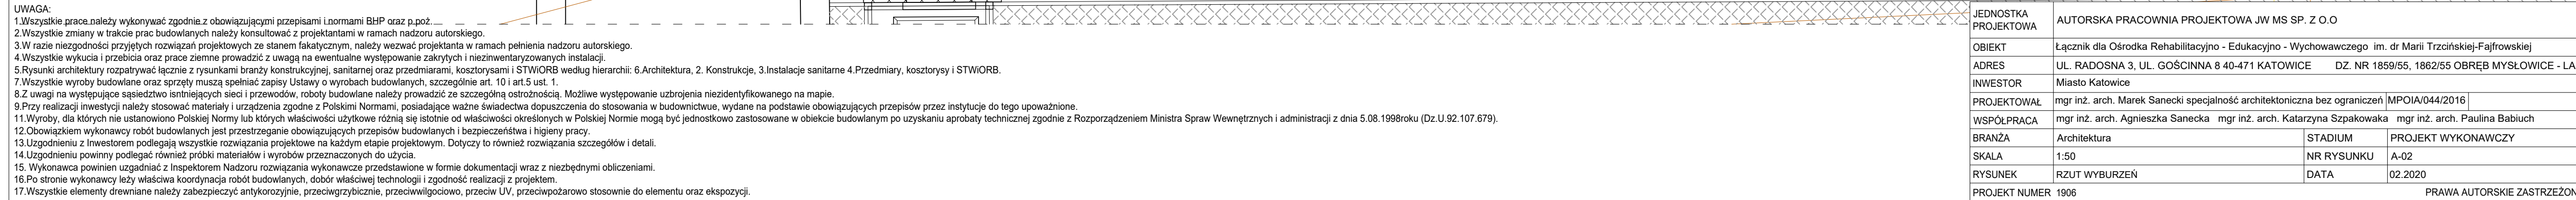 UWAGA:
1.Wszystkie prace należy wykonywać zgodnie z obowiązującymi przepisami i normami BHP oraz p.poż.
2.Wszystkie zmiany w trakcie prac budowlanych należy konsultować z projektantami w ramach nadzoru autorskiego.
3.W razie niezgodności przyjętych rozwiązań projektowych ze stanem fakatycznym, należy wezwać projektanta w ramach pełnienia nadzoru autorskiego.
4.Wszystkie wykucia i przebicia oraz prace ziemne prowadzić z uwagą na ewentualne występowanie zakrytych i niezinwentaryzowanych instalacji.
5.Rysunki architektury rozpatrywać łącznie z rysunkami branży konstrukcyjnej, sanitarnej oraz przedmiarami, kosztorysami i STWiORB według hierarchii: 6.Architektura, 2. Konstrukcje, 3.Instalacje sanitarne 4.Przedmiary, kosztorysy i STWiORB.
7.Wszystkie wyroby budowlane oraz sprzęty muszą spełniać zapisy Ustawy o wyrobach budowlanych, szczególnie art. 10 i art.5 ust. 1.
8.Z uwagi na występujące sąsiedztwo isntniejących sieci i przewodów, roboty budowlane należy prowadzić ze szczególną ostrożnością. Możliwe występowanie uzbrojenia niezidentyfikowanego na mapie.
9.Przy realizacji inwestycji należy stosować materiały i urządzenia zgodne z Polskimi Normami, posiadające ważne świadectwa dopuszczenia do stosowania w budownictwue, wydane na podstawie obowiązujących przepisów przez instytucje do tego upoważnione.
11.Wyroby, dla których nie ustanowiono Polskiej Normy lub których właściwości użytkowe różnią się istotnie od właściwości określonych w Polskiej Normie mogą być jednostkowo zastosowane w obiekcie budowlanym po uzyskaniu aprobaty technicznej zgodnie z Rozporządzeniem Ministra Spraw Wewnętrznych i administracji z dnia 5.08.1998roku (Dz.U.92.107.679).
12.Obowiązkiem wykonawcy robót budowlanych jest przestrzeganie obowiązujących przepisów budowlanych i bezpieczeńśtwa i higieny pracy.
13.Uzgodnieniu z Inwestorem podlegają wszystkie rozwiązania projektowe na każdym etapie projektowym. Dotyczy to również rozwiązania szczegółów i detali.
14.Uzgodnieniu powinny podlegać również próbki materiałów i wyrobów przeznaczonych do użycia.
15. Wykonawca powinien uzgadniać z Inspektorem Nadzoru rozwiązania wykonawcze przedstawione w formie dokumentacji wraz z niezbędnymi obliczeniami.
16.Po stronie wykonawcy leży właściwa koordynacja robót budowlanych, dobór właściwej technologii i zgodność realizacji z projektem.
17.Wszystkie elementy drewniane należy zabezpieczyć antykorozyjnie, przeciwgrzybicznie, przeciwwilgociowo, przeciw UV, przeciwpożarowo stosownie do elementu oraz ekspozycji.
JEDNOSTKA PROJEKTOWA AUTORSKA PRACOWNIA PROJEKTOWA JW MS SP. Z O.O
OBIEKT Łącznik dla Ośrodka Rehabilitacyjno - Edukacyjno - Wychowawczego im. dr Marii Trzcińskiej-Fajfrowskiej
ADRES UL. RADOSNA 3, UL. GOŚCINNA 8 40-471 KATOWICE DZ. NR 1859/55, 1862/55 OBRĘB MYSŁOWICE - LA
INWESTOR Miasto Katowice
PROJEKTOWAŁ mgr inż. arch. Marek Sanecki specjalność architektoniczna bez ograniczeń MPOIA/044/2016
WSPÓŁPRACA mgr inż. arch. Agnieszka Sanecka mgr inż. arch. Katarzyna Szpakowaka mgr inż. arch. Paulina Babiuch
BRANŻA Architektura STADIUM PROJEKT WYKONAWCZY
SKALA 1:50 NR RYSUNKU A-02
RYSUNEK RZUT WYBURZEŃ DATA 02.2020
PROJEKT NUMER 1906 PRAWA AUTORSKIE ZASTRZEŻON